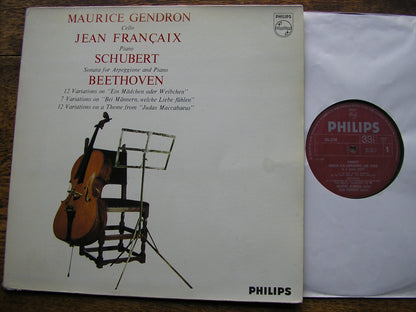 MAURICE GENDRON
Cello
JEAN FRANÇAIX
Piano
SCHUBERT
Sonata for Arpeggione and Piano
BEETHOVEN
12 Variations on "Ein Mädchen oder Weibchen"
7 Variations on "Bei Männern, welche Liebe fühlen"
12 Variations on a Theme from "Judas Maccabaeus"
PHILIPS
PHILIPS
PHILIPS
33
1